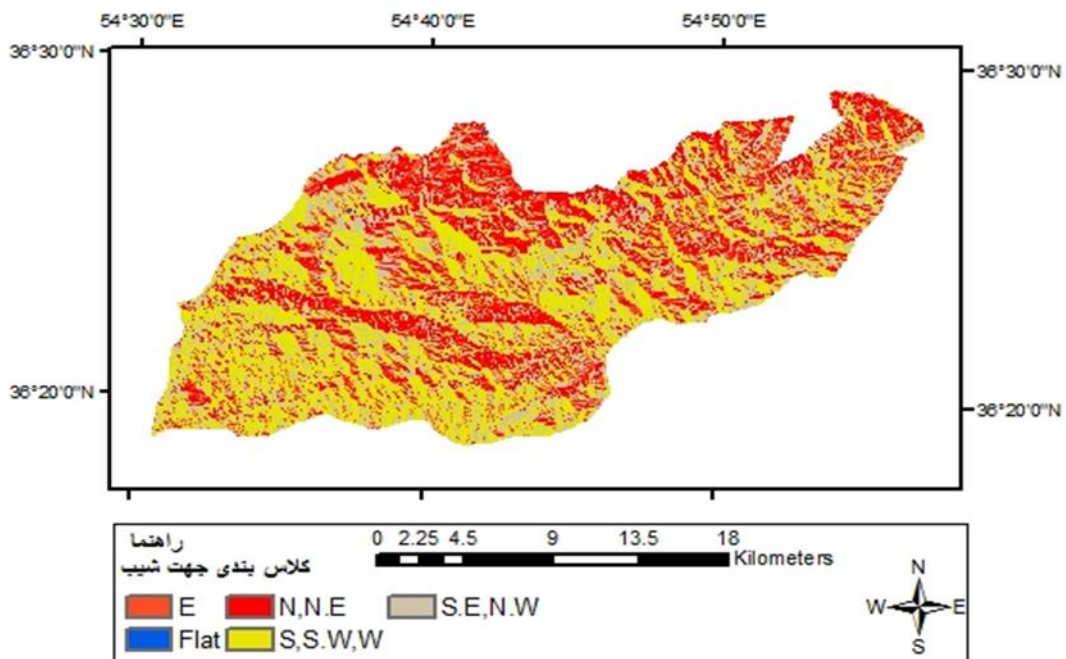 54°30'0"E 54°40'0"E 54°50'0"E
36°30'0"N 36°30'0"N
36°20'0"N 36°20'0"N
راهنما
کلاس بندی جهت شیب
0 2.25 4.5 9 13.5 18
Kilometers
E N,N.E S.E,N.W
Flat S,S.W,W
N
W E
S